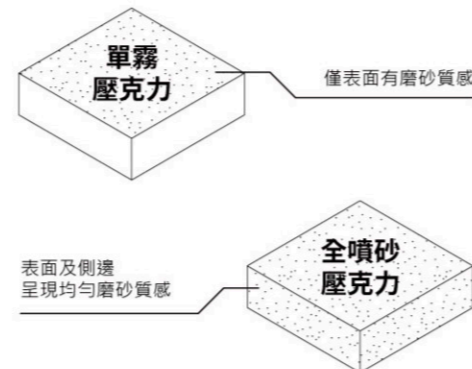 單霧
壓克力
僅表面有磨砂質感
全噴砂
壓克力
表面及側邊
呈現均勻磨砂質感